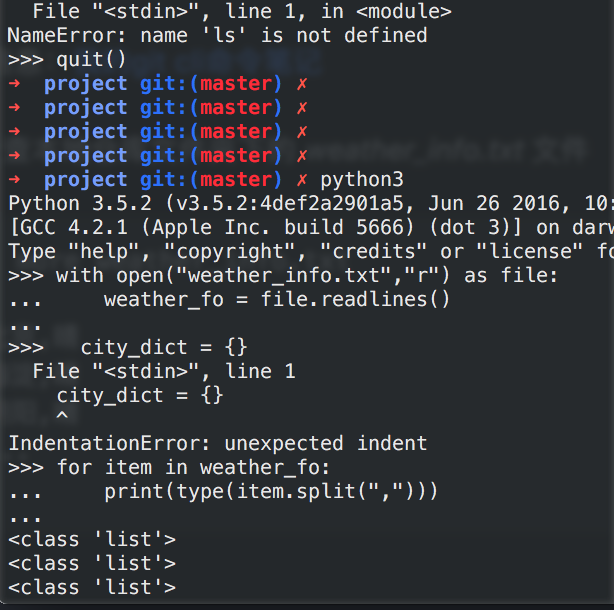 File "<stdin>", line 1, in <module>
NameError: name 'ls' is not defined
>>> quit()
➜  project git:(master) ✗
➜  project git:(master) ✗
➜  project git:(master) ✗
➜  project git:(master) ✗
➜  project git:(master) ✗ python3
Python 3.5.2 (v3.5.2:4def2a2901a5, Jun 26 2016, 10:
[GCC 4.2.1 (Apple Inc. build 5666) (dot 3)] on darw
Type "help", "copyright", "credits" or "license" fo
>>> with open("weather_info.txt","r") as file:
...     weather_fo = file.readlines()
...
>>>   city_dict = {}
  File "<stdin>", line 1
    city_dict = {}
    ^
IndentationError: unexpected indent
>>> for item in weather_fo:
...     print(type(item.split(",")))
...
<class 'list'>
<class 'list'>
<class 'list'>
weather_info.txt 文件